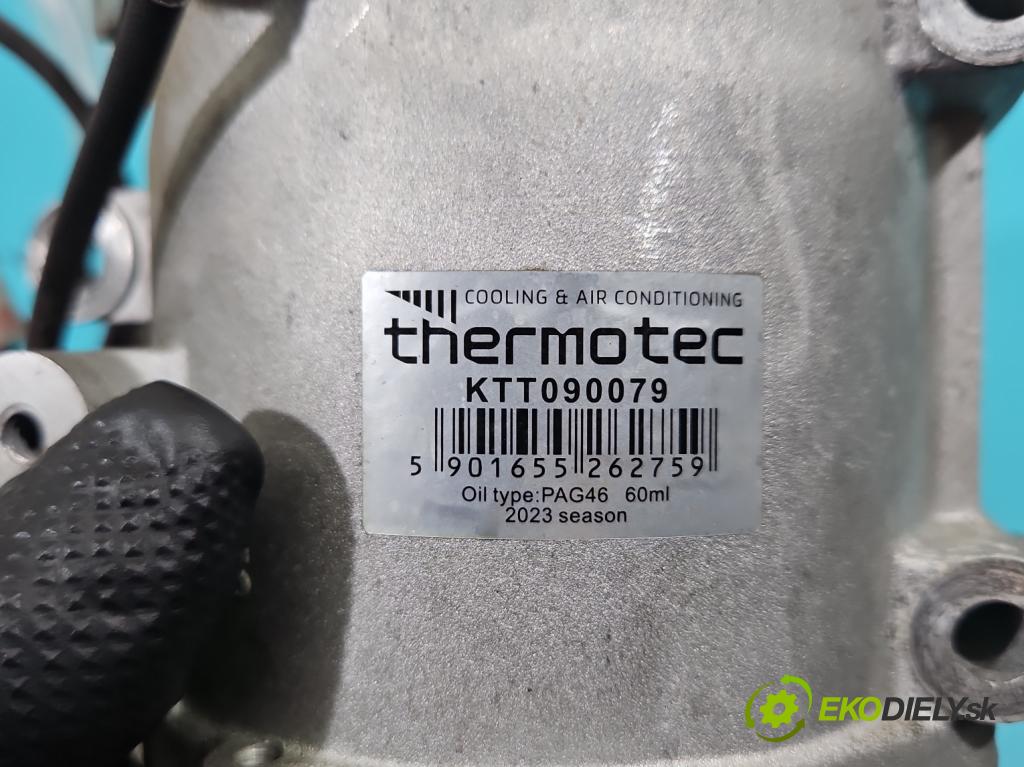 COOLING & AIR CONDITIONING
thermotec
KTT090079
5 901655 262759
Oil type:PAG46 60ml
2023 season
EKODIELY.sk